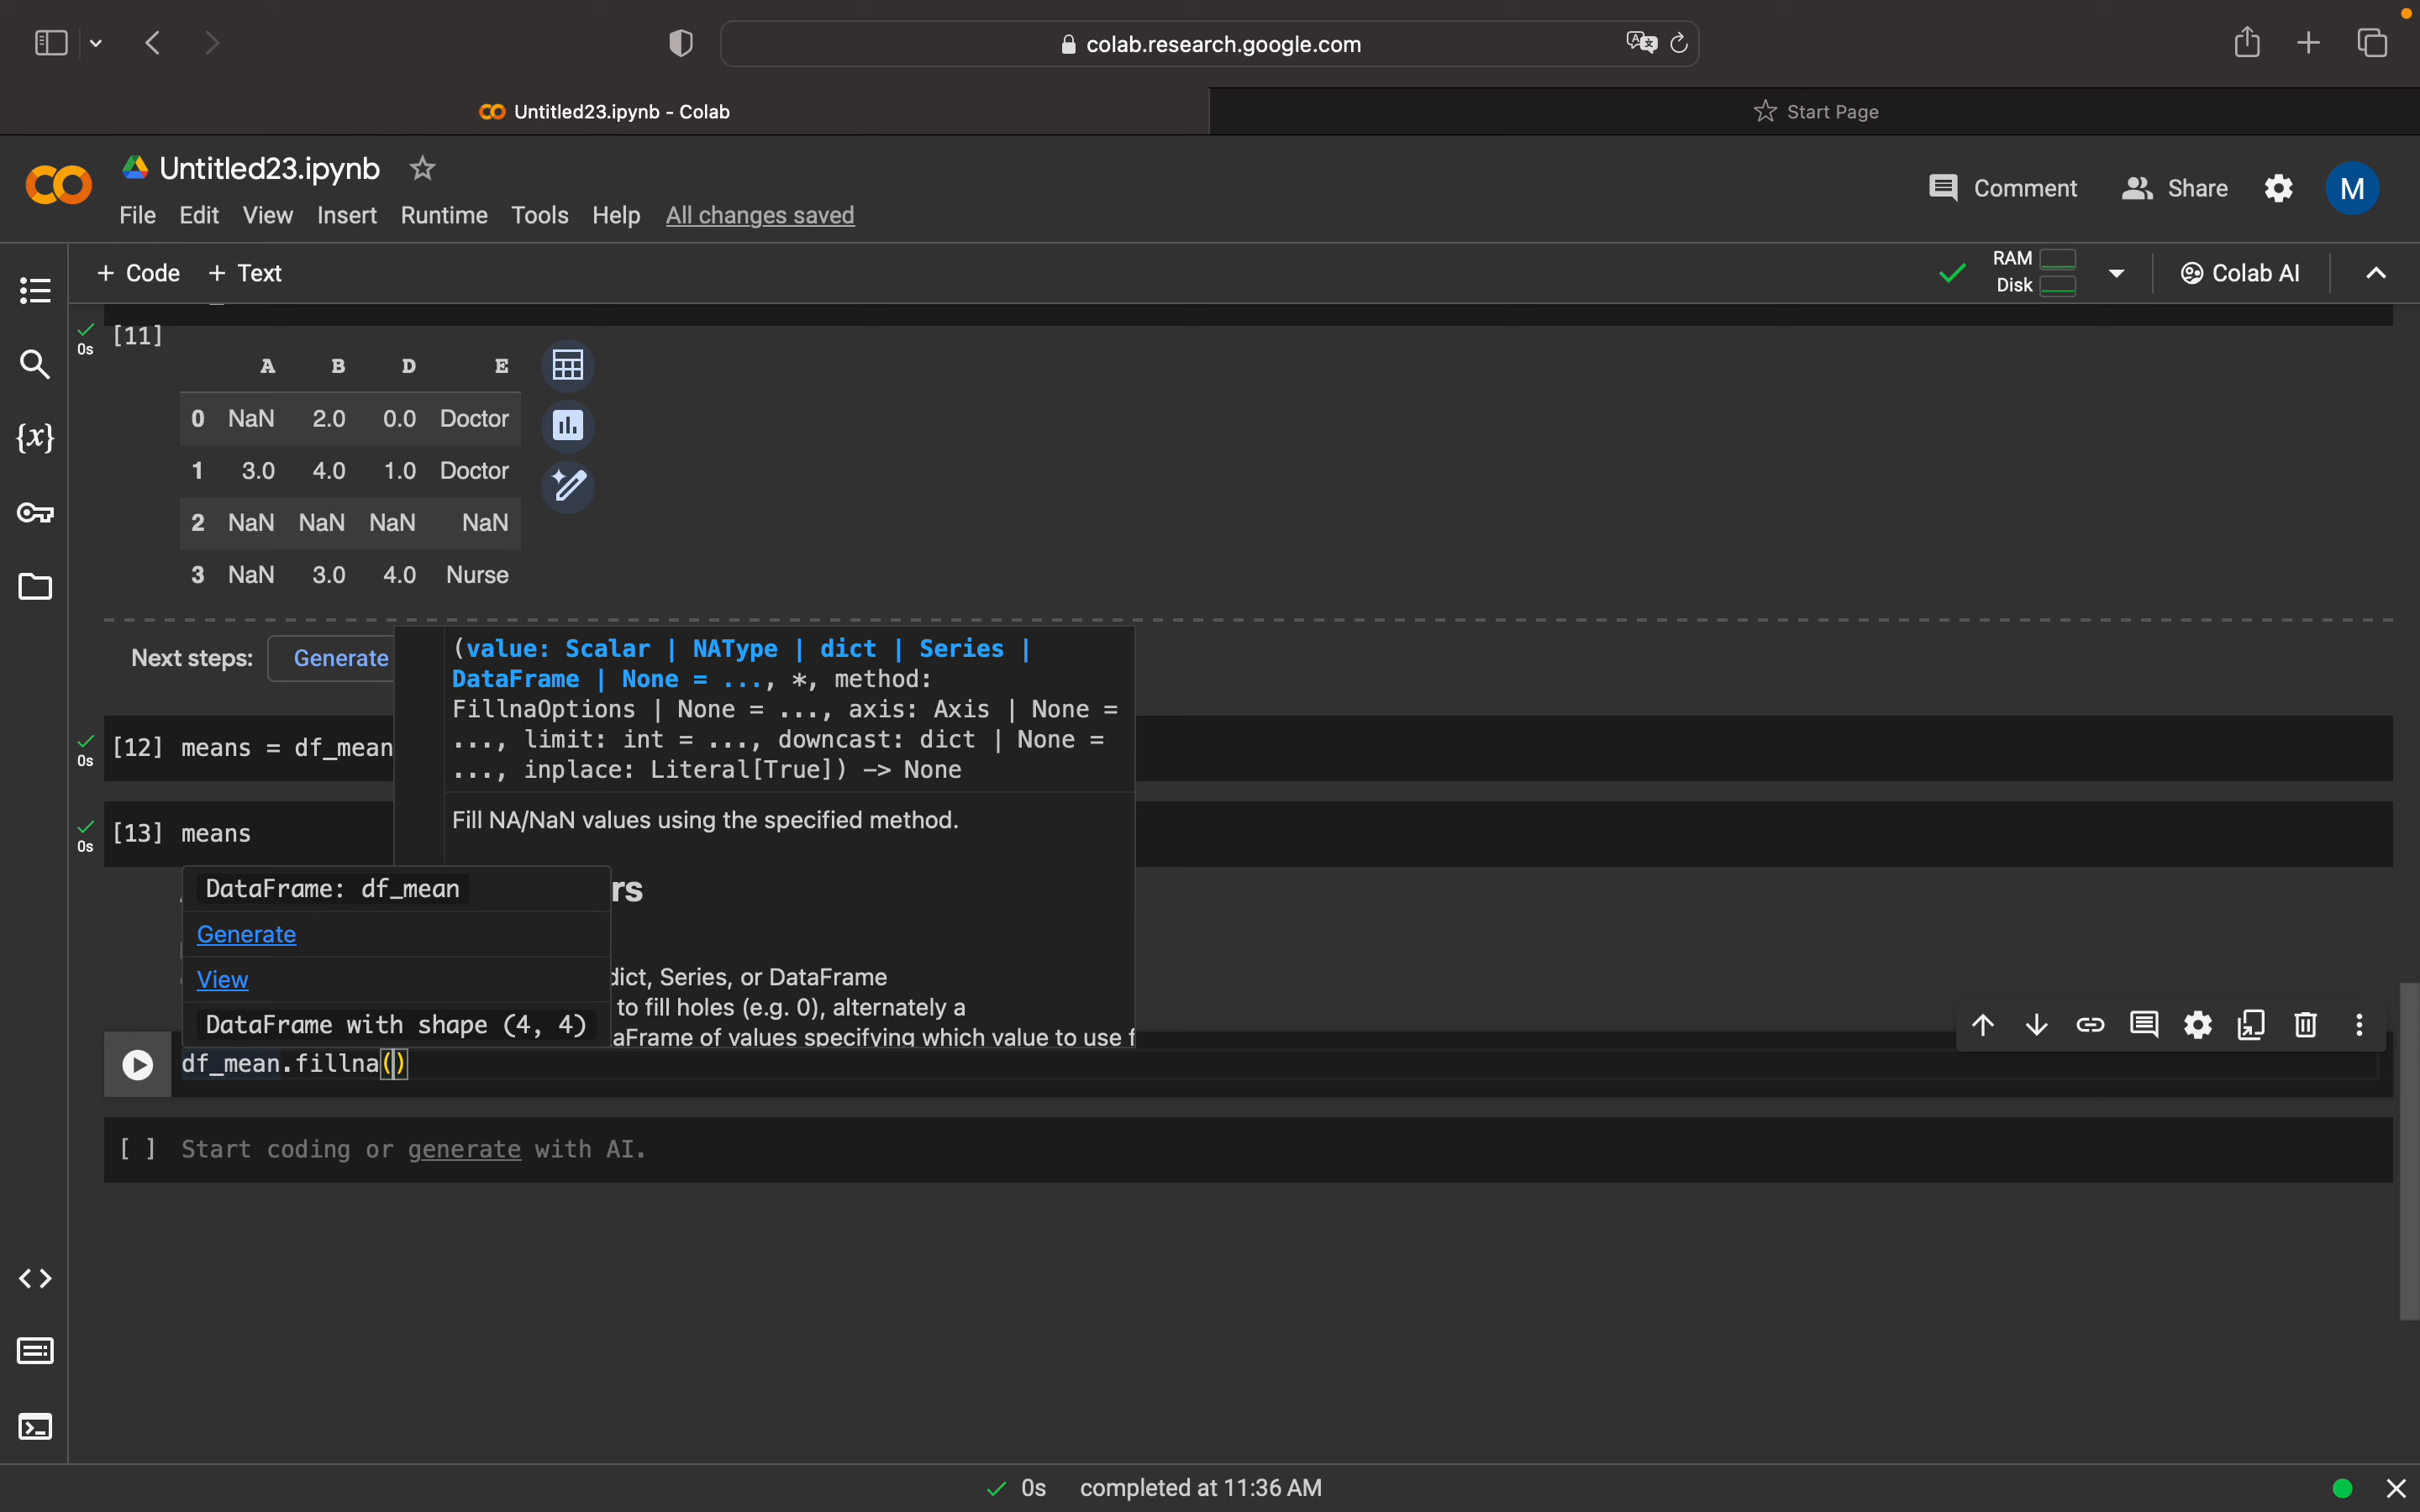 colab.research.google.com
Untitled23.ipynb - Colab
Start Page
Untitled23.ipynb
Comment Share M
File Edit View Insert Runtime Tools Help All changes saved
+ Code + Text
RAM
Disk
Colab AI
[11]
0s
A B D E
0 NaN 2.0 0.0 Doctor
1 3.0 4.0 1.0 Doctor
2 NaN NaN NaN NaN
3 NaN 3.0 4.0 Nurse
{x}
Next steps: Generate
(value: Scalar | NAType | dict | Series |
DataFrame | None = ..., *, method:
FillnaOptions | None = ..., axis: Axis | None =
..., limit: int = ..., downcast: dict | None =
..., inplace: Literal[True]) -> None
[12] means = df_mean
0s
Fill NA/NaN values using the specified method.
[13] means
0s
DataFrame: df_mean
rs
Generate
View
dict, Series, or DataFrame
to fill holes (e.g. 0), alternately a
DataFrame with shape (4, 4)
aFrame of values specifying which value to use f
df_mean.fillna()
[ ] Start coding or generate with AI.
0s completed at 11:36 AM